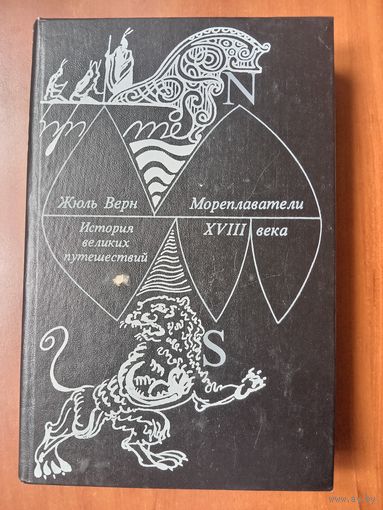 N
Жюль Верн
Мореплаватели
История
великих
путешествий
XVIII века
S